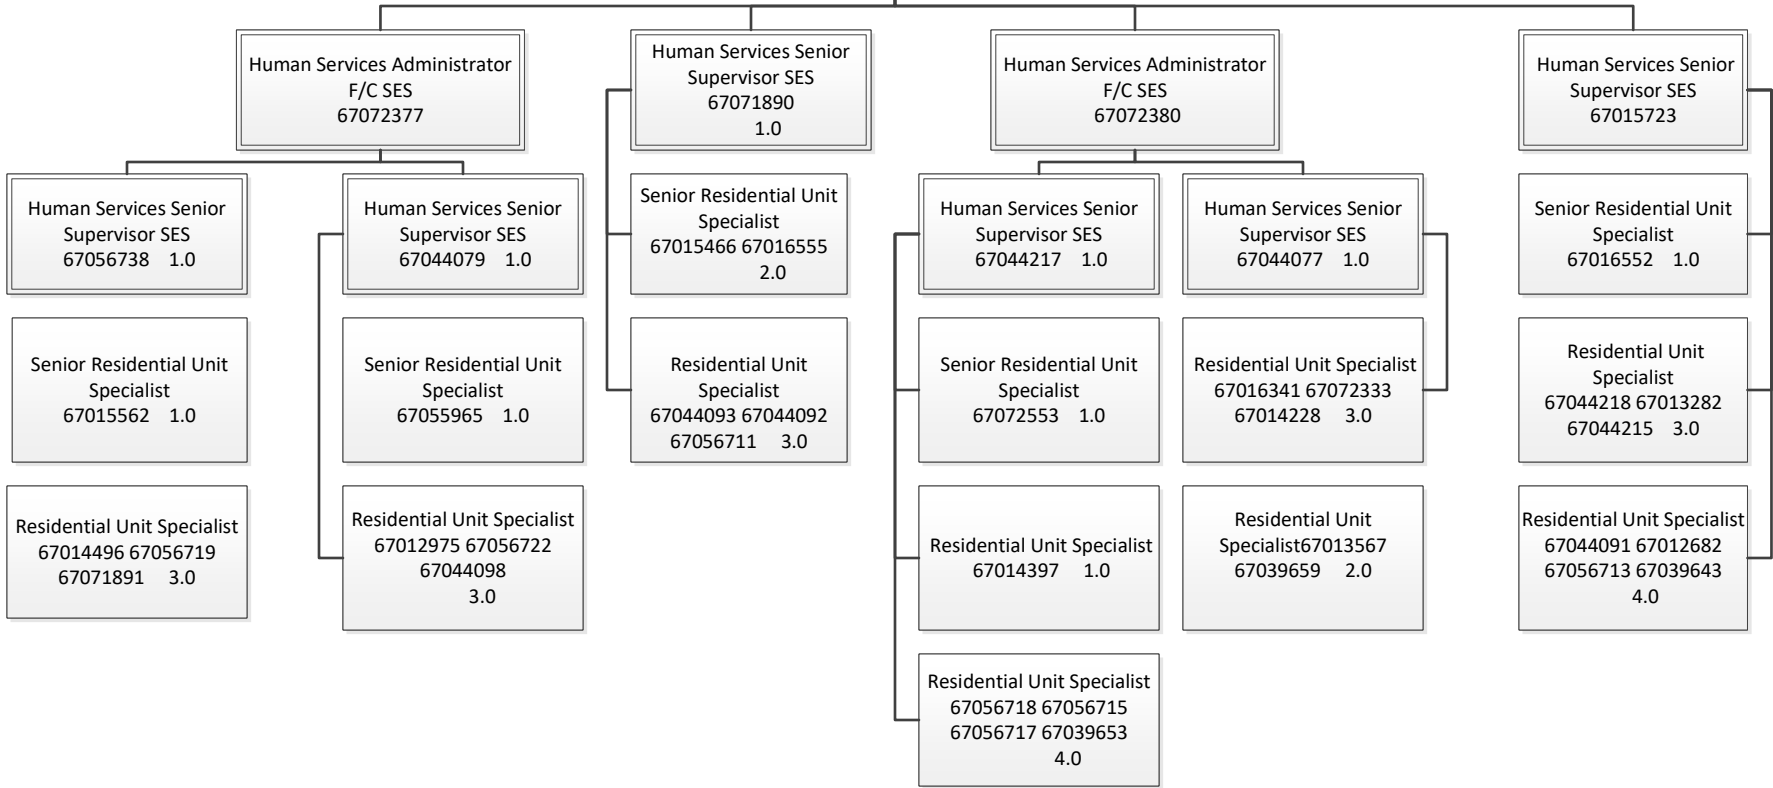 Human Services Administrator
F/C SES
67072377
Human Services Senior
Supervisor SES
67071890
1.0
Human Services Administrator
F/C SES
67072380
Human Services Senior
Supervisor SES
67015723
Human Services Senior
Supervisor SES
67056738 1.0
Human Services Senior
Supervisor SES
67044079 1.0
Senior Residential Unit
Specialist
67015466 67016555
2.0
Human Services Senior
Supervisor SES
67044217 1.0
Human Services Senior
Supervisor SES
67044077 1.0
Senior Residential Unit
Specialist
67016552 1.0
Senior Residential Unit
Specialist
67015562 1.0
Senior Residential Unit
Specialist
67055965 1.0
Residential Unit
Specialist
67044093 67044092
67056711 3.0
Senior Residential Unit
Specialist
67072553 1.0
Residential Unit Specialist
67016341 67072333
67014228 3.0
Residential Unit
Specialist
67044218 67013282
67044215 3.0
Residential Unit Specialist
67014496 67056719
67071891 3.0
Residential Unit Specialist
67012975 67056722
67044098
3.0
Residential Unit Specialist
67014397 1.0
Residential Unit
Specialist67013567
67039659 2.0
Residential Unit Specialist
67044091 67012682
67056713 67039643
4.0
Residential Unit Specialist
67056718 67056715
67056717 67039653
4.0